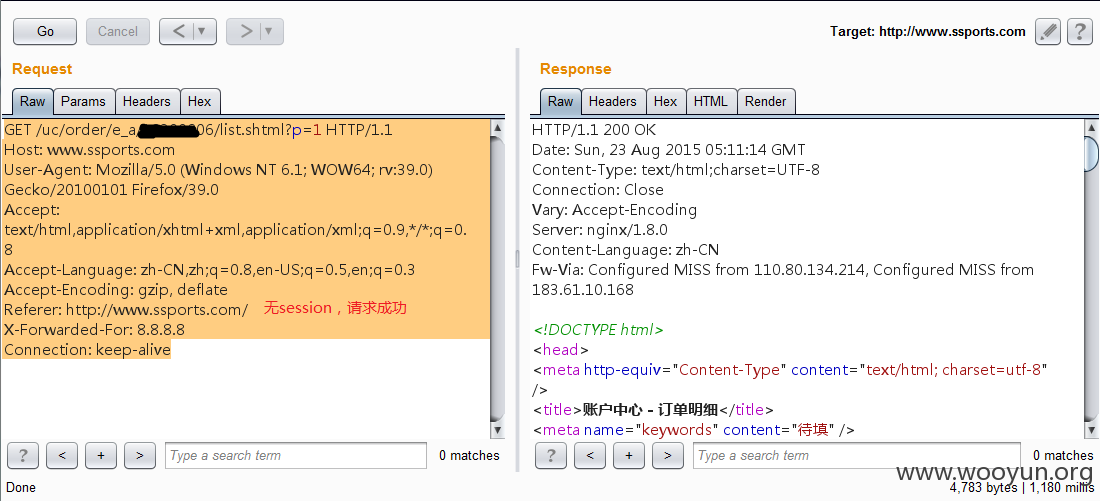 Go Cancel < > Target: http://www.ssports.com ?
Request
Raw Params Headers Hex
GET /uc/order/e_a 06/list.shtml?p=1 HTTP/1.1
Host: www.ssports.com
User-Agent: Mozilla/5.0 (Windows NT 6.1; WOW64; rv:39.0)
Gecko/20100101 Firefox/39.0
Accept:
text/html,application/xhtml+xml,application/xml;q=0.9,*/*;q=0.
8
Accept-Language: zh-CN,zh;q=0.8,en-US;q=0.5,en;q=0.3
Accept-Encoding: gzip, deflate
Referer: http://www.ssports.com/ 无session，请求成功
X-Forwarded-For: 8.8.8.8
Connection: keep-alive
? < + > Type a search term 0 matches
Response
Raw Headers Hex HTML Render
HTTP/1.1 200 OK
Date: Sun, 23 Aug 2015 05:11:14 GMT
Content-Type: text/html;charset=UTF-8
Connection: Close
Vary: Accept-Encoding
Server: nginx/1.8.0
Content-Language: zh-CN
Fw-Via: Configured MISS from 110.80.134.214, Configured MISS from
183.61.10.168
<!DOCTYPE html>
<head>
<meta http-equiv="Content-Type" content="text/html; charset=utf-8"
/>
<title>账户中心 - 订单明细</title>
<meta name="keywords" content="待填" />
? < + > Type a search term 0 matches
www.wooyun.org
Done 4,783 bytes | 1,180 millis